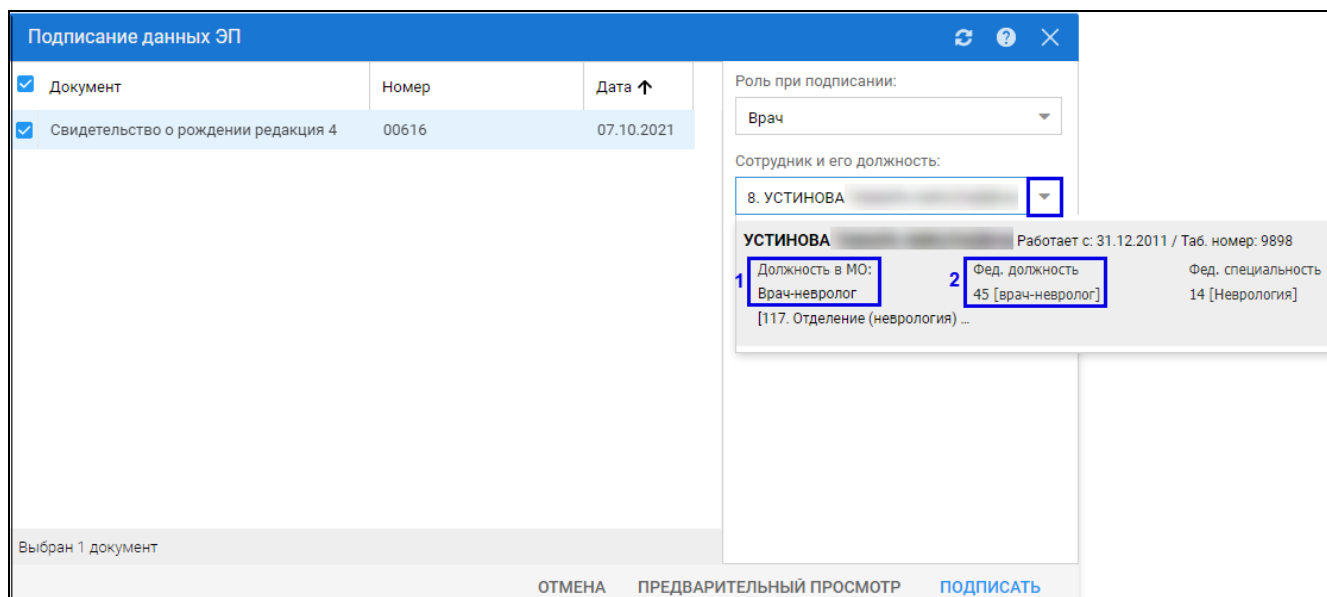 Подписание данных ЭП
Документ Номер Дата
Свидетельство о рождении редакция 4 00616 07.10.2021
Роль при подписании:
Врач
Сотрудник и его должность:
8. УСТИНОВА
УСТИНОВА Работает с: 31.12.2011 / Таб. номер: 9898
1 Должность в МО: 2 Фед. должность Фед. специальность
Врач-невролог 45 [врач-невролог] 14 [Неврология]
[117. Отделение (неврология) ...
Выбран 1 документ
ОТМЕНА ПРЕДВАРИТЕЛЬНЫЙ ПРОСМОТР ПОДПИСАТЬ